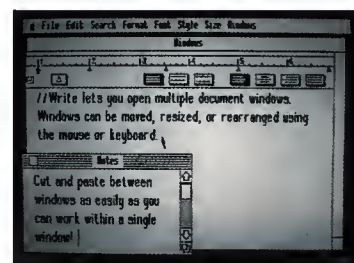 File Edit Search Format Font Style Size Windows
Windows
//Write lets you open multiple document windows.
Windows can be moved, resized, or rearranged using
the mouse or keyboard.
Notes
Cut and paste between
windows as easily as you
can work within a single
window!